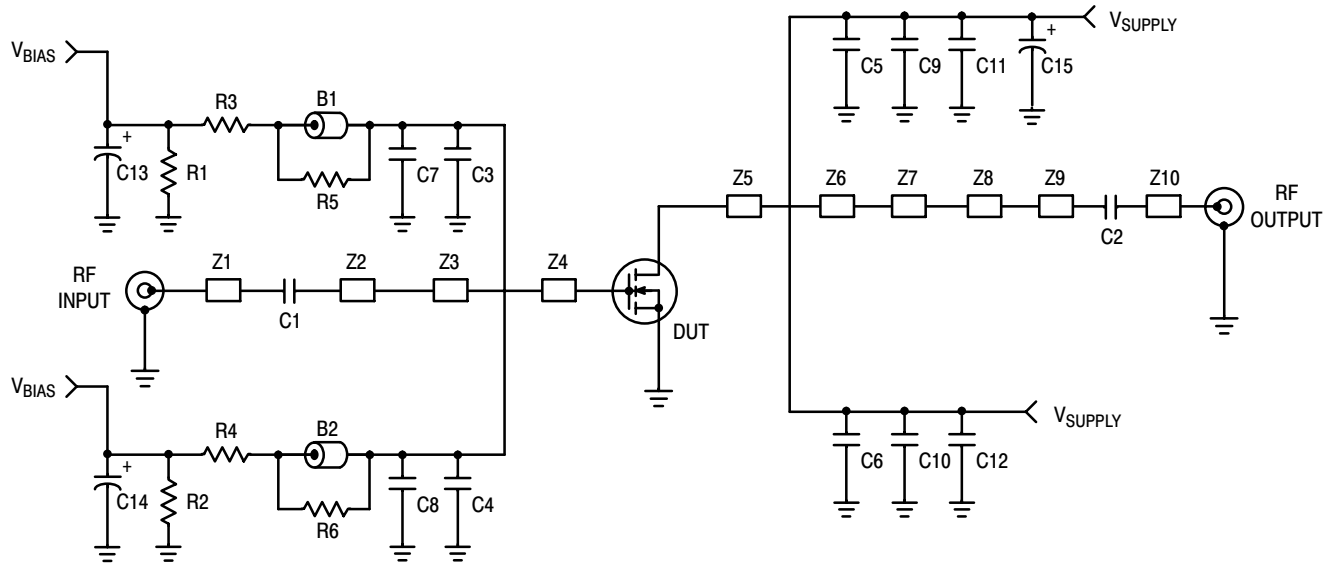 VSUPPLY
C5 C9 C11 C15
VBIAS
R3 B1
C13 R1 R5 C7 C3
Z5 Z6 Z7 Z8 Z9 Z10
RF
OUTPUT
C2
RF
INPUT
Z1 Z2 Z3 Z4
C1
DUT
VBIAS
VSUPPLY
R4 B2
C6 C10 C12
C14 R2 R6 C8 C4
+
+
+